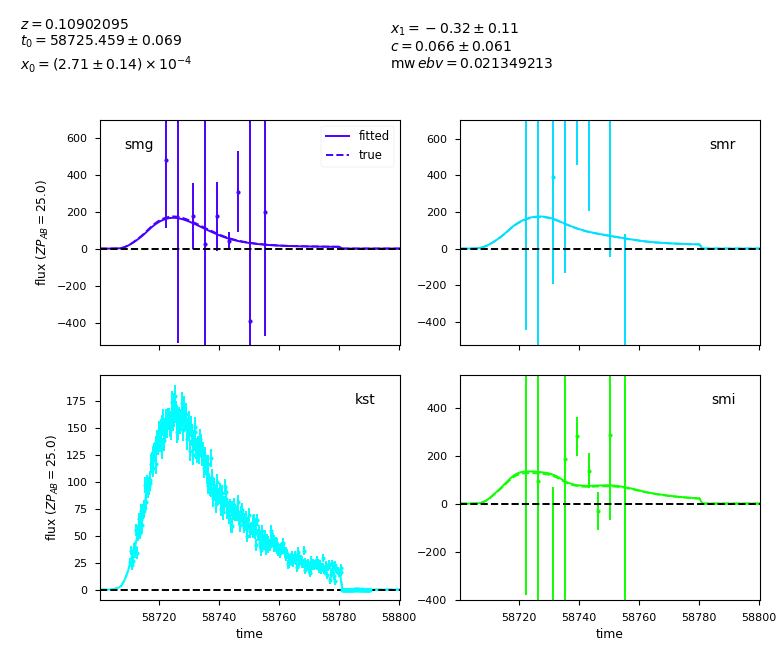 z = 0.10902095
t₀ = 58725.459 ± 0.069
x₀ = (2.71 ± 0.14) × 10⁻⁴
x₁ = −0.32 ± 0.11
c = 0.066 ± 0.061
mw ebv = 0.021349213
smg
fitted
true
600
400
200
0
−200
−400
flux (ZP_AB = 25.0)
smr
600
400
200
0
−200
−400
kst
175
150
125
100
75
50
25
0
flux (ZP_AB = 25.0)
58720 58740 58760 58780 58800
time
smi
400
200
0
−200
−400
58720 58740 58760 58780 58800
time